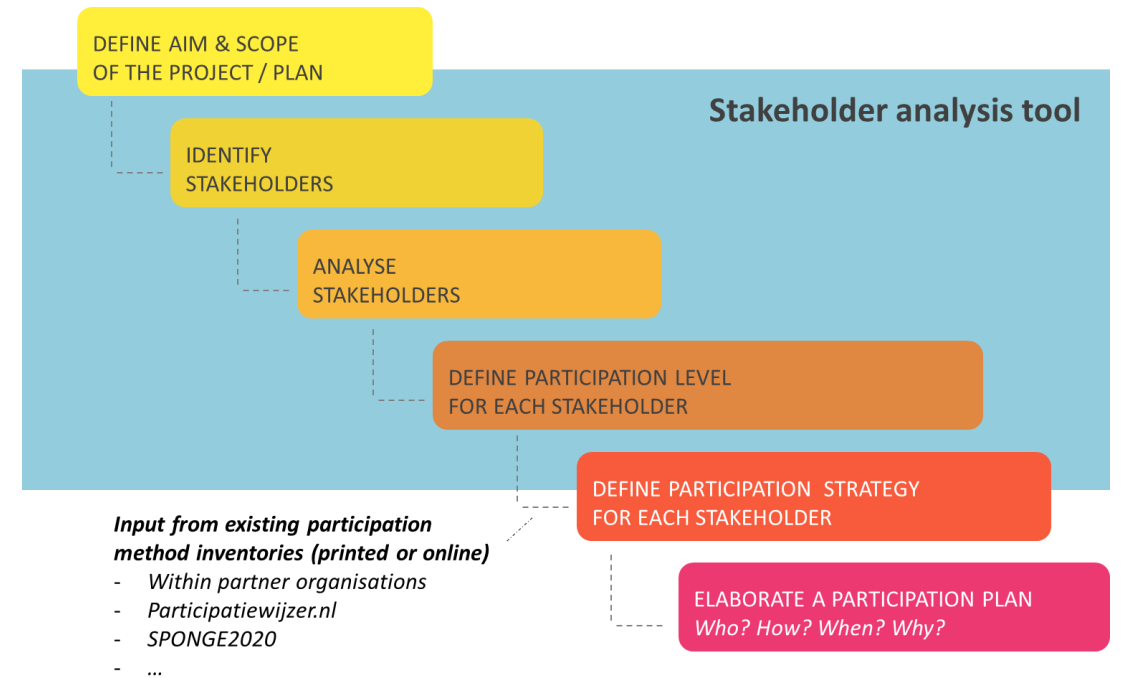 DEFINE AIM & SCOPE
OF THE PROJECT / PLAN
Stakeholder analysis tool
IDENTIFY
STAKEHOLDERS
ANALYSE
STAKEHOLDERS
DEFINE PARTICIPATION LEVEL
FOR EACH STAKEHOLDER
DEFINE PARTICIPATION STRATEGY
FOR EACH STAKEHOLDER
Input from existing participation
method inventories (printed or online)
- Within partner organisations
- Participatiewijzer.nl
- SPONGE2020
- ...
ELABORATE A PARTICIPATION PLAN
Who? How? When? Why?